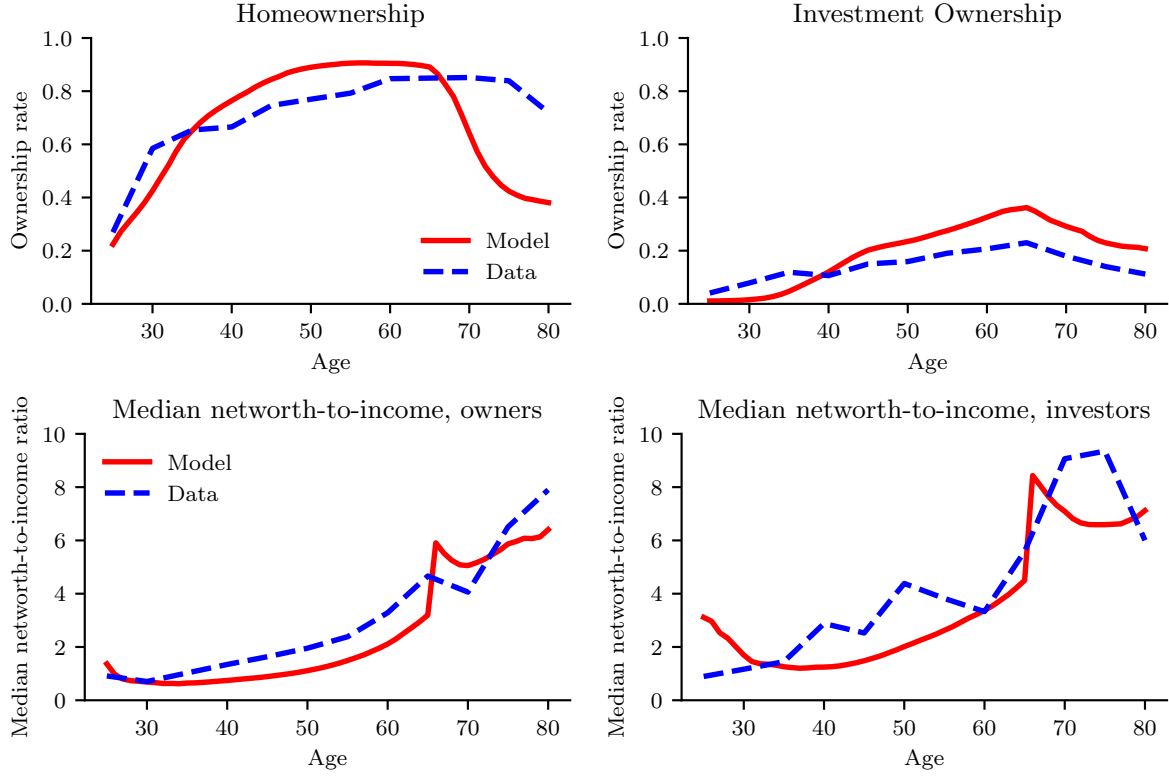 Homeownership
1.0
0.8
0.6
0.4
0.2
0.0
Ownership rate
Model
Data
30 40 50 60 70 80
Age
Investment Ownership
1.0
0.8
0.6
0.4
0.2
0.0
Ownership rate
30 40 50 60 70 80
Age
Median networth-to-income, owners
10
8
6
4
2
0
Median networth-to-income ratio
Model
Data
30 40 50 60 70 80
Age
Median networth-to-income, investors
10
8
6
4
2
0
Median networth-to-income ratio
30 40 50 60 70 80
Age